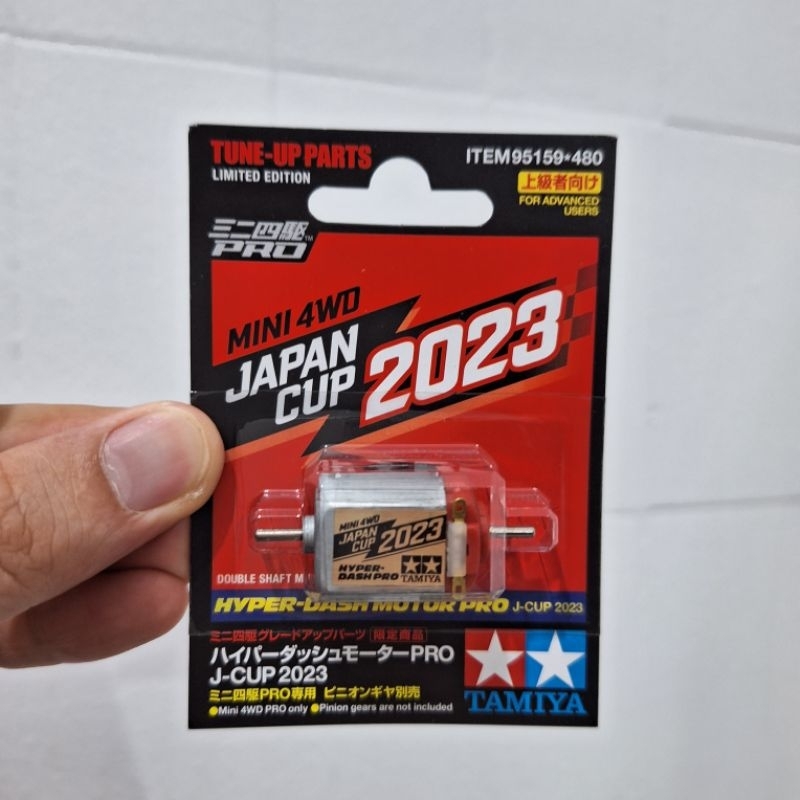 TUNE-UP PARTS
LIMITED EDITION
ITEM 95159*480
上級者向け
FOR ADVANCED
USERS
ミニ四駆™
PRO
MINI 4WD
JAPAN
CUP
2023
MINI 4WD
JAPAN
CUP
2023
HYPER-
DASH PRO
TAMIYA
DOUBLE SHAFT
HYPER-DASH MOTOR PRO J-CUP 2023
ミニ四駆グレードアップパーツ 限定商品
ハイパーダッシュモーターPRO
J-CUP 2023
ミニ四駆PRO専用 ピニオンギヤ別売
●Mini 4WD PRO only ●Pinion gears are not included
TAMIYA